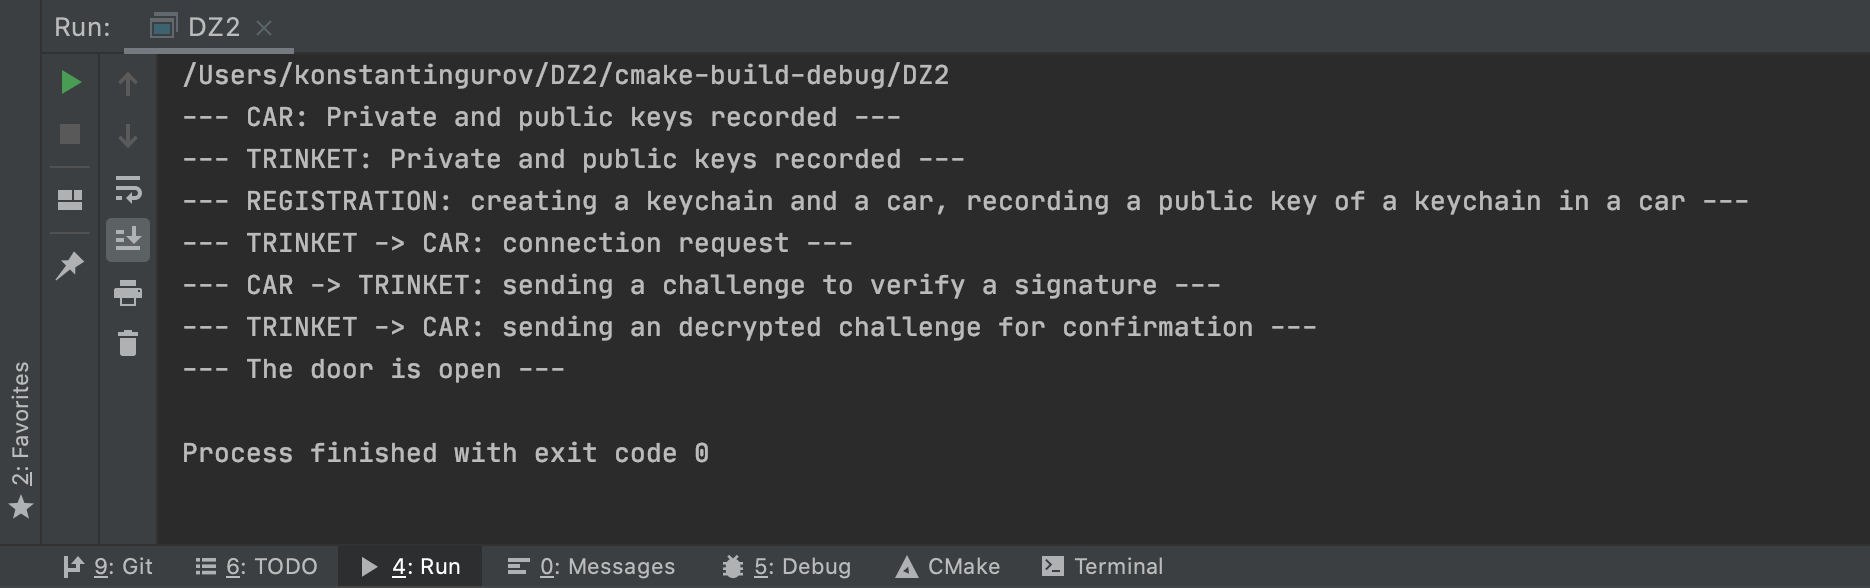 Run: DZ2
/Users/konstantingurov/DZ2/cmake-build-debug/DZ2
--- CAR: Private and public keys recorded ---
--- TRINKET: Private and public keys recorded ---
--- REGISTRATION: creating a keychain and a car, recording a public key of a keychain in a car ---
--- TRINKET -> CAR: connection request ---
--- CAR -> TRINKET: sending a challenge to verify a signature ---
--- TRINKET -> CAR: sending an decrypted challenge for confirmation ---
--- The door is open ---
Process finished with exit code 0
2: Favorites
9: Git 6: TODO 4: Run 0: Messages 5: Debug CMake Terminal